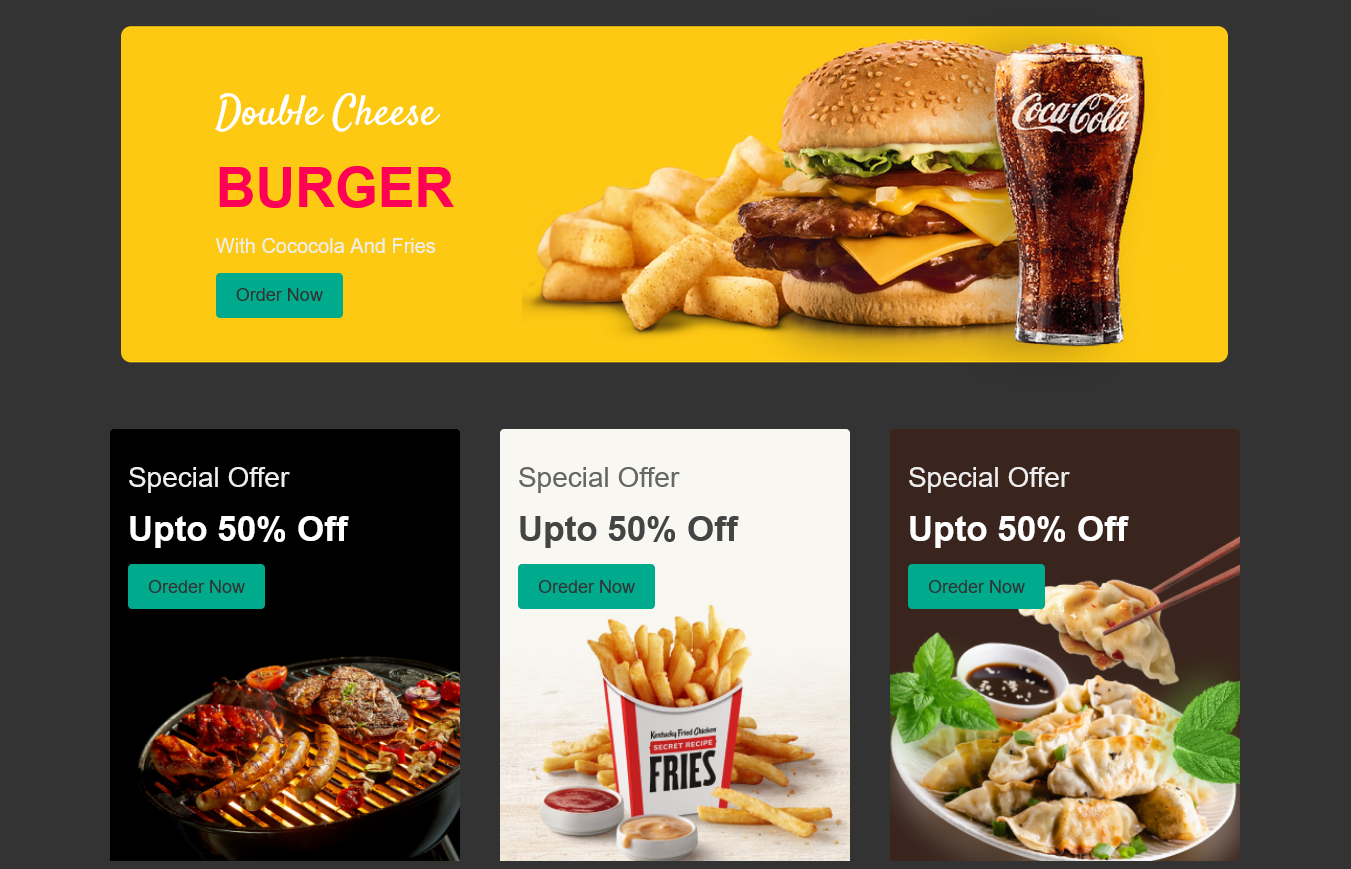 Double Cheese
BURGER
With Cococola And Fries
Order Now
Coca-Cola
Special Offer
Upto 50% Off
Oreder Now
Special Offer
Upto 50% Off
Oreder Now
Kentucky Fried Chicken
SECRET RECIPE
FRIES
Special Offer
Upto 50% Off
Oreder Now